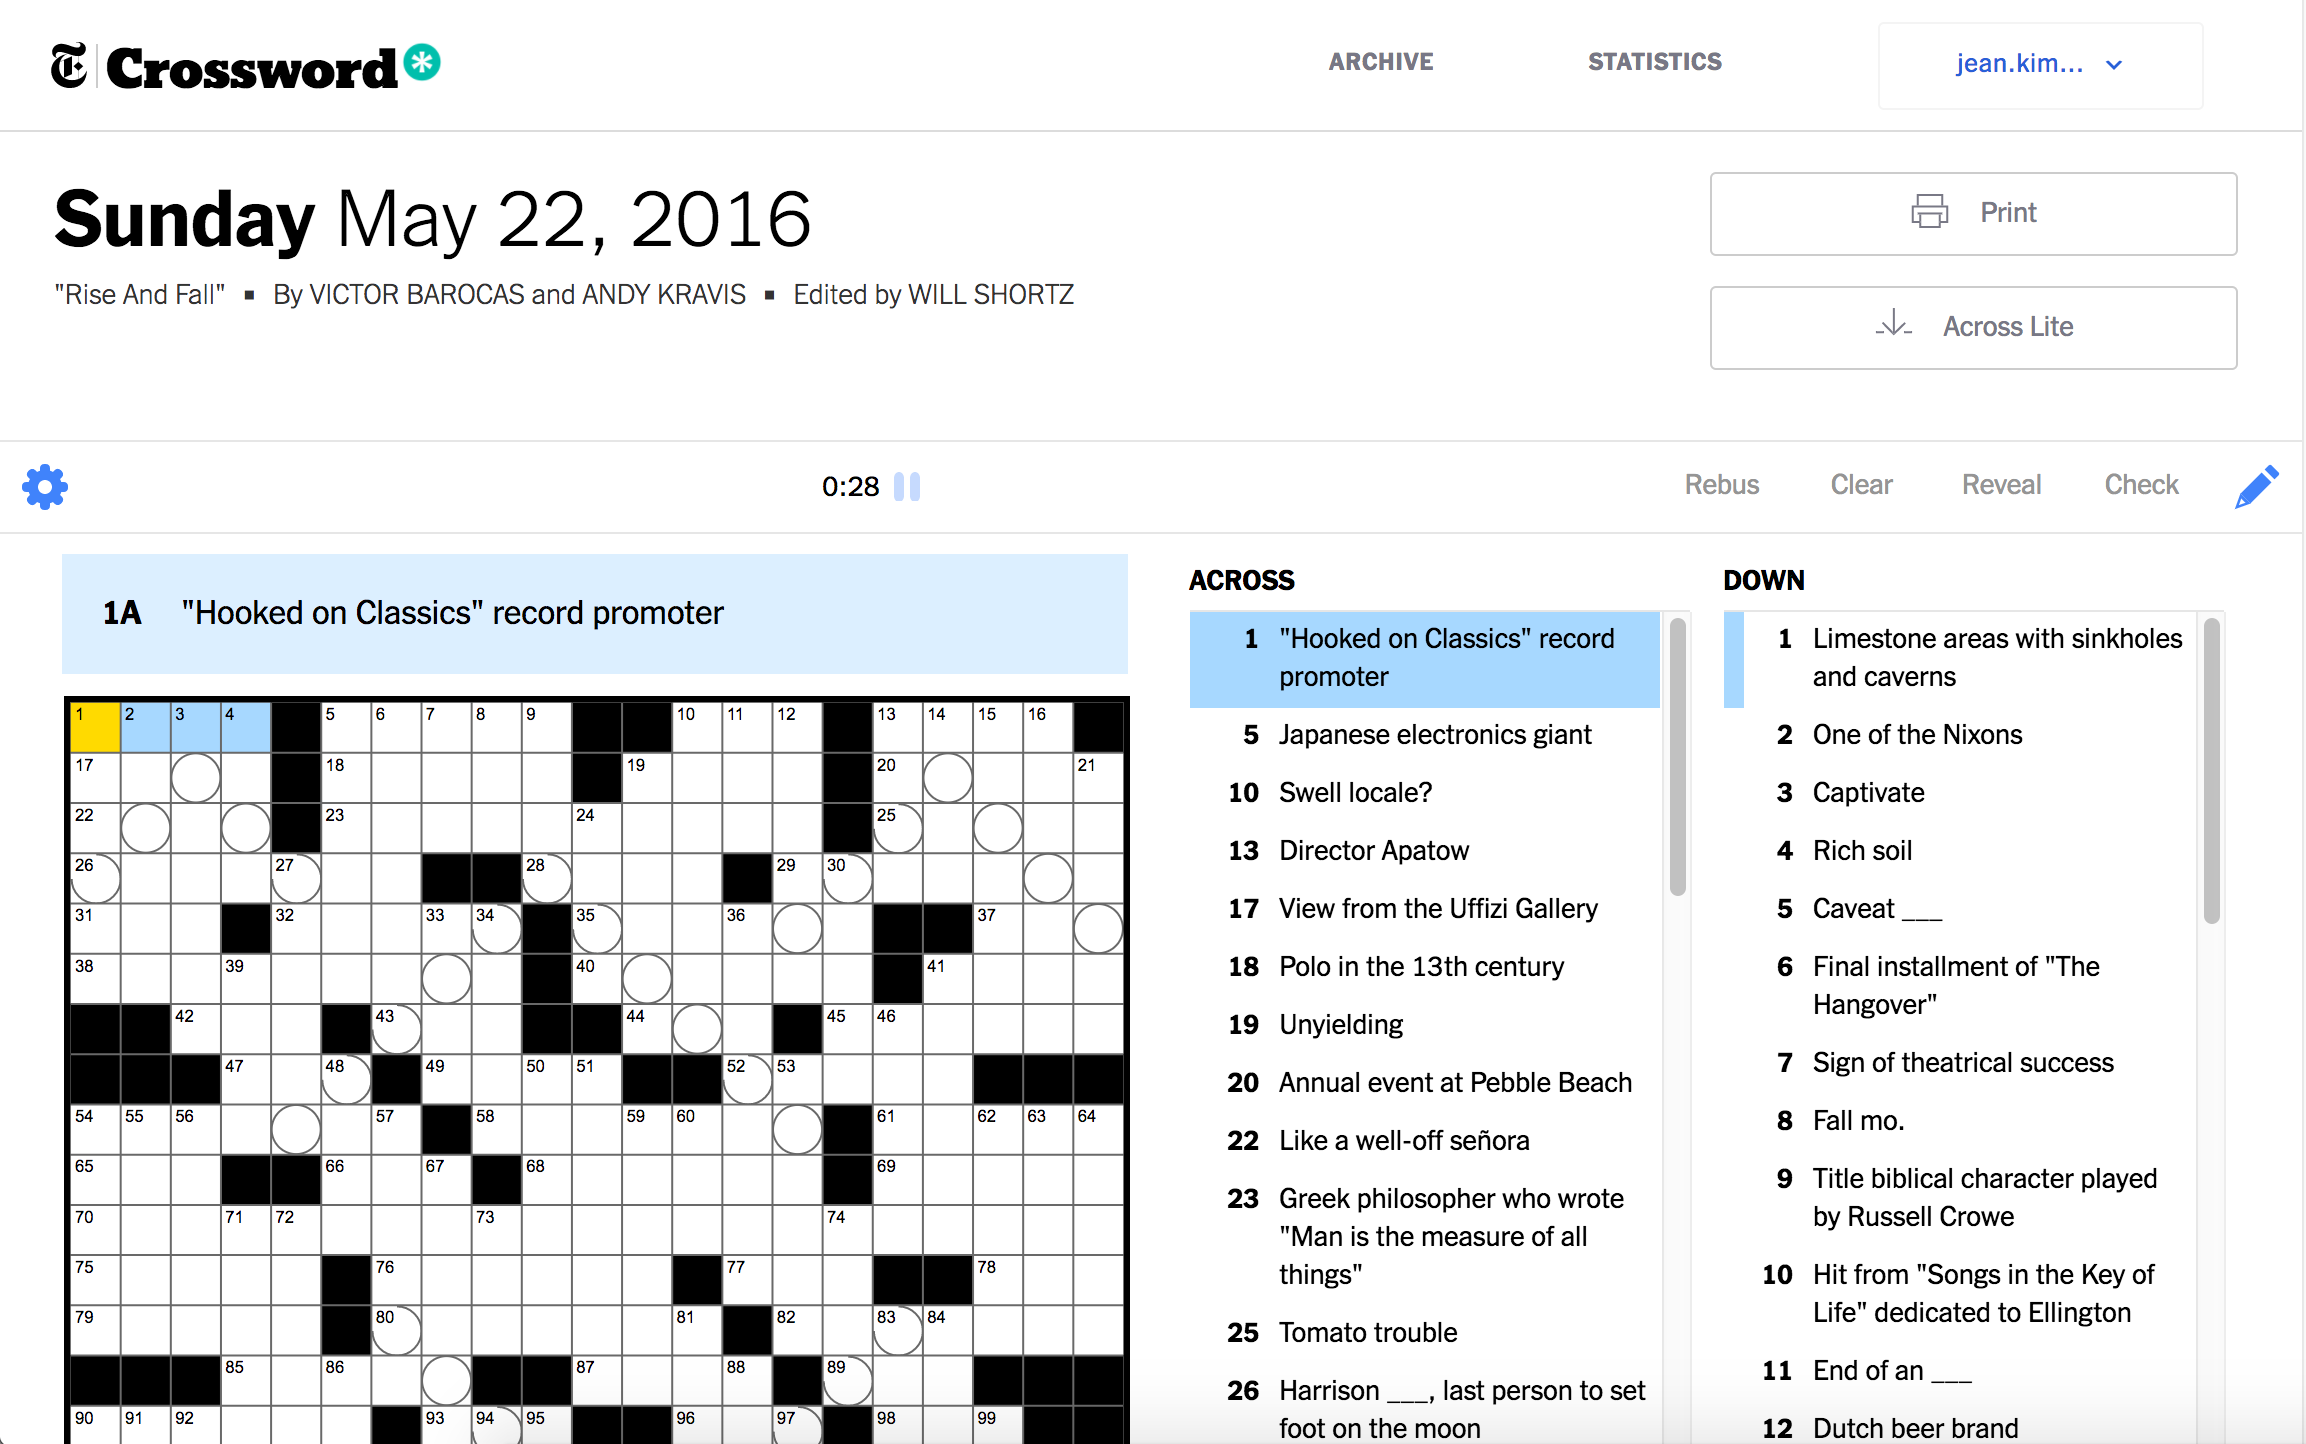 T Crossword *
ARCHIVE
STATISTICS
jean.kim...
Sunday May 22, 2016
"Rise And Fall" ▪ By VICTOR BAROCAS and ANDY KRAVIS ▪ Edited by WILL SHORTZ
Print
Across Lite
0:28
Rebus Clear Reveal Check
1A "Hooked on Classics" record promoter
1 2 3 4 5 6 7 8 9 10 11 12 13 14 15 16
17 18 19 20 21
22 23 24 25
26 27 28 29 30
31 32 33 34 35 36 37
38 39 40 41
42 43 44 45 46
47 48 49 50 51 52 53
54 55 56 57 58 59 60 61 62 63 64
65 66 67 68 69
70 71 72 73 74
75 76 77 78
79 80 81 82 83 84
85 86 87 88 89
90 91 92 93 94 95 96 97 98 99
ACROSS
1 "Hooked on Classics" record
promoter
5 Japanese electronics giant
10 Swell locale?
13 Director Apatow
17 View from the Uffizi Gallery
18 Polo in the 13th century
19 Unyielding
20 Annual event at Pebble Beach
22 Like a well-off señora
23 Greek philosopher who wrote
"Man is the measure of all
things"
25 Tomato trouble
26 Harrison ___, last person to set
foot on the moon
DOWN
1 Limestone areas with sinkholes
and caverns
2 One of the Nixons
3 Captivate
4 Rich soil
5 Caveat ___
6 Final installment of "The
Hangover"
7 Sign of theatrical success
8 Fall mo.
9 Title biblical character played
by Russell Crowe
10 Hit from "Songs in the Key of
Life" dedicated to Ellington
11 End of an ___
12 Dutch beer brand